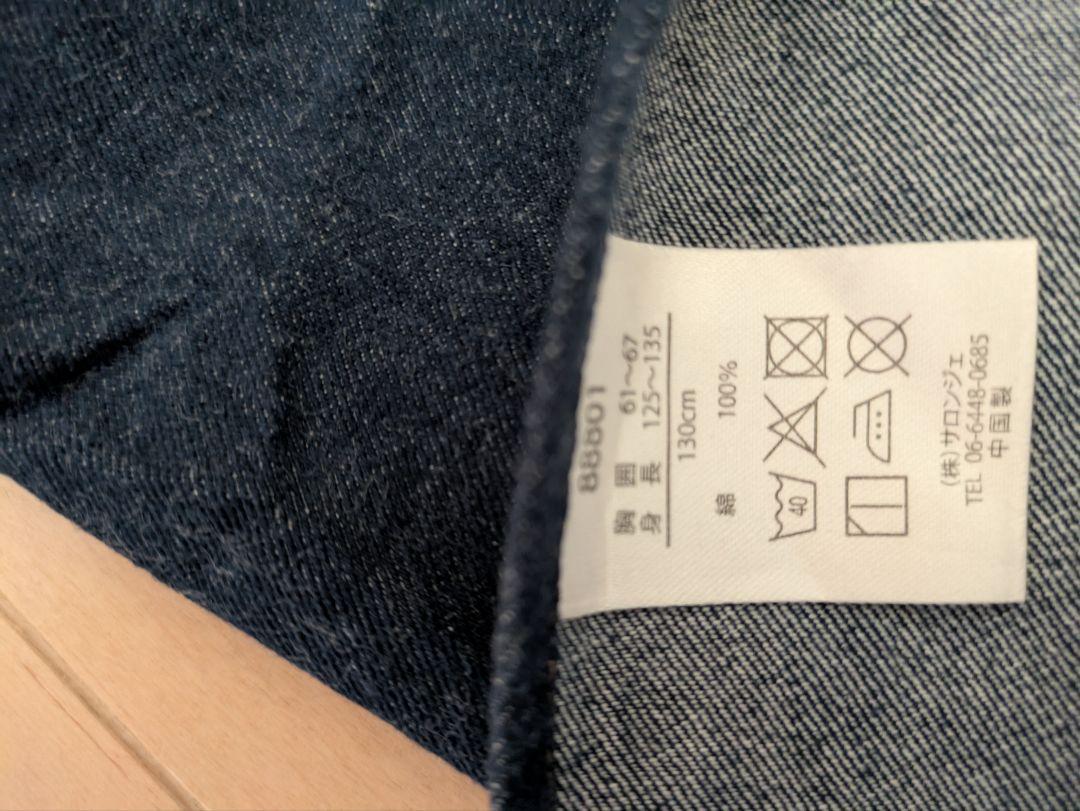 88801
胸囲 61～67
身長 125～135
130cm
綿 100%
40
(株)サロンジェ
TEL 06-6448-0685
中国製